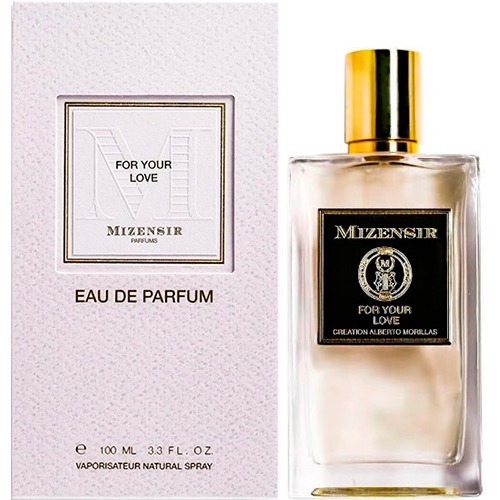 M
FOR YOUR
LOVE
MIZENSIR
PARFUMS
EAU DE PARFUM
℮ 100 ML 3.3 FL. OZ.
VAPORISATEUR NATURAL SPRAY
MIZENSIR
M
FOR YOUR
LOVE
CREATION ALBERTO MORILLAS